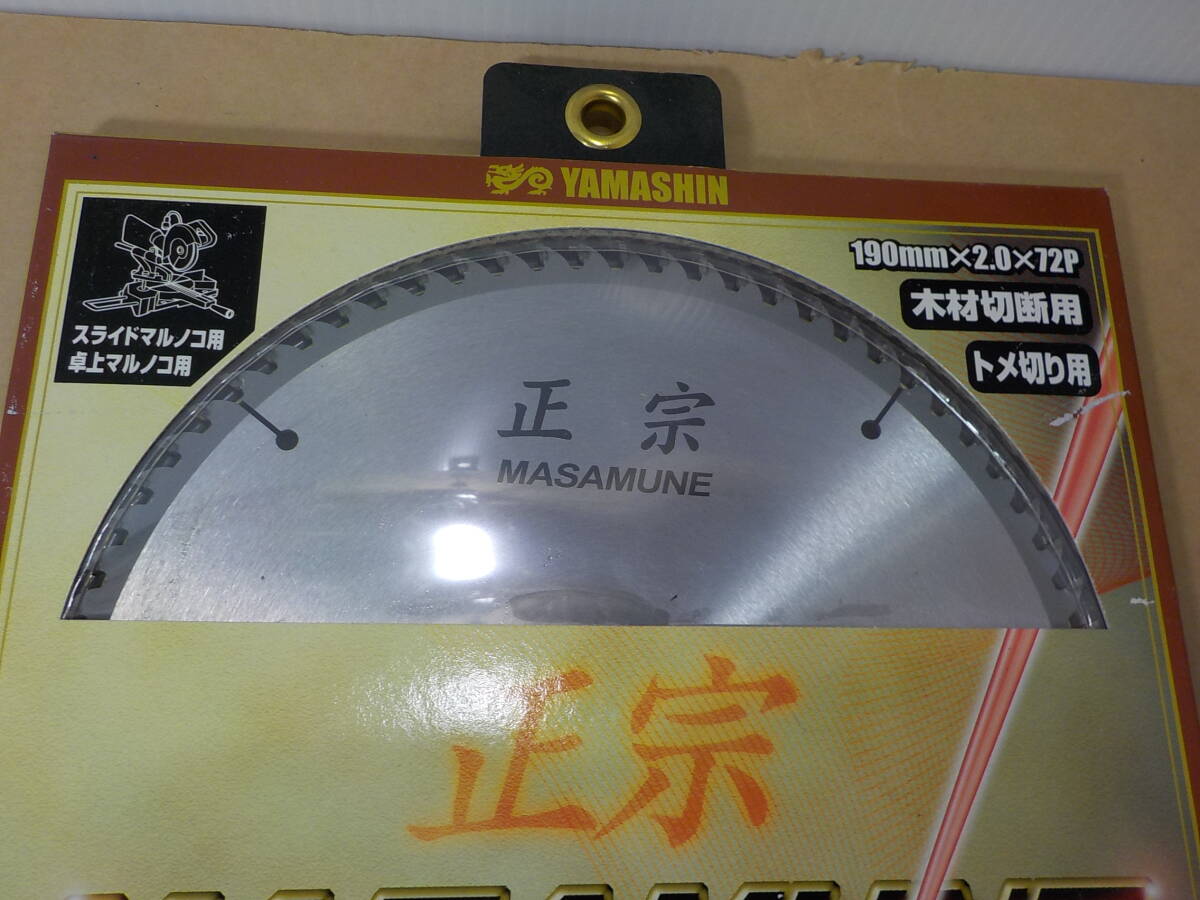 YAMASHIN
190mm×2.0×72P
木材切断用
トメ切り用
スライドマルノコ用
卓上マルノコ用
正宗
MASAMUNE
正宗